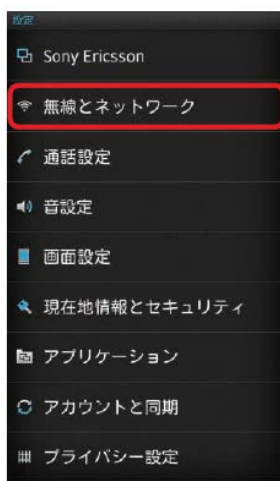 設定
Sony Ericsson
無線とネットワーク
通話設定
音設定
画面設定
現在地情報とセキュリティ
アプリケーション
アカウントと同期
プライバシー設定